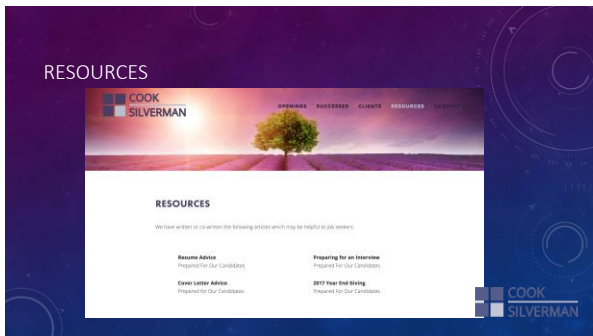 RESOURCES
COOK
SILVERMAN
OPENINGS SUCCESSES CLIENTS RESOURCES CONTACT
RESOURCES
We have written or co-written the following articles which may be helpful to job seekers:
Resume Advice
Prepared For Our Candidates
Preparing for an Interview
Prepared For Our Candidates
Cover Letter Advice
Prepared for Our Candidates
2017 Year End Giving
Prepared For Our Candidates
COOK
SILVERMAN